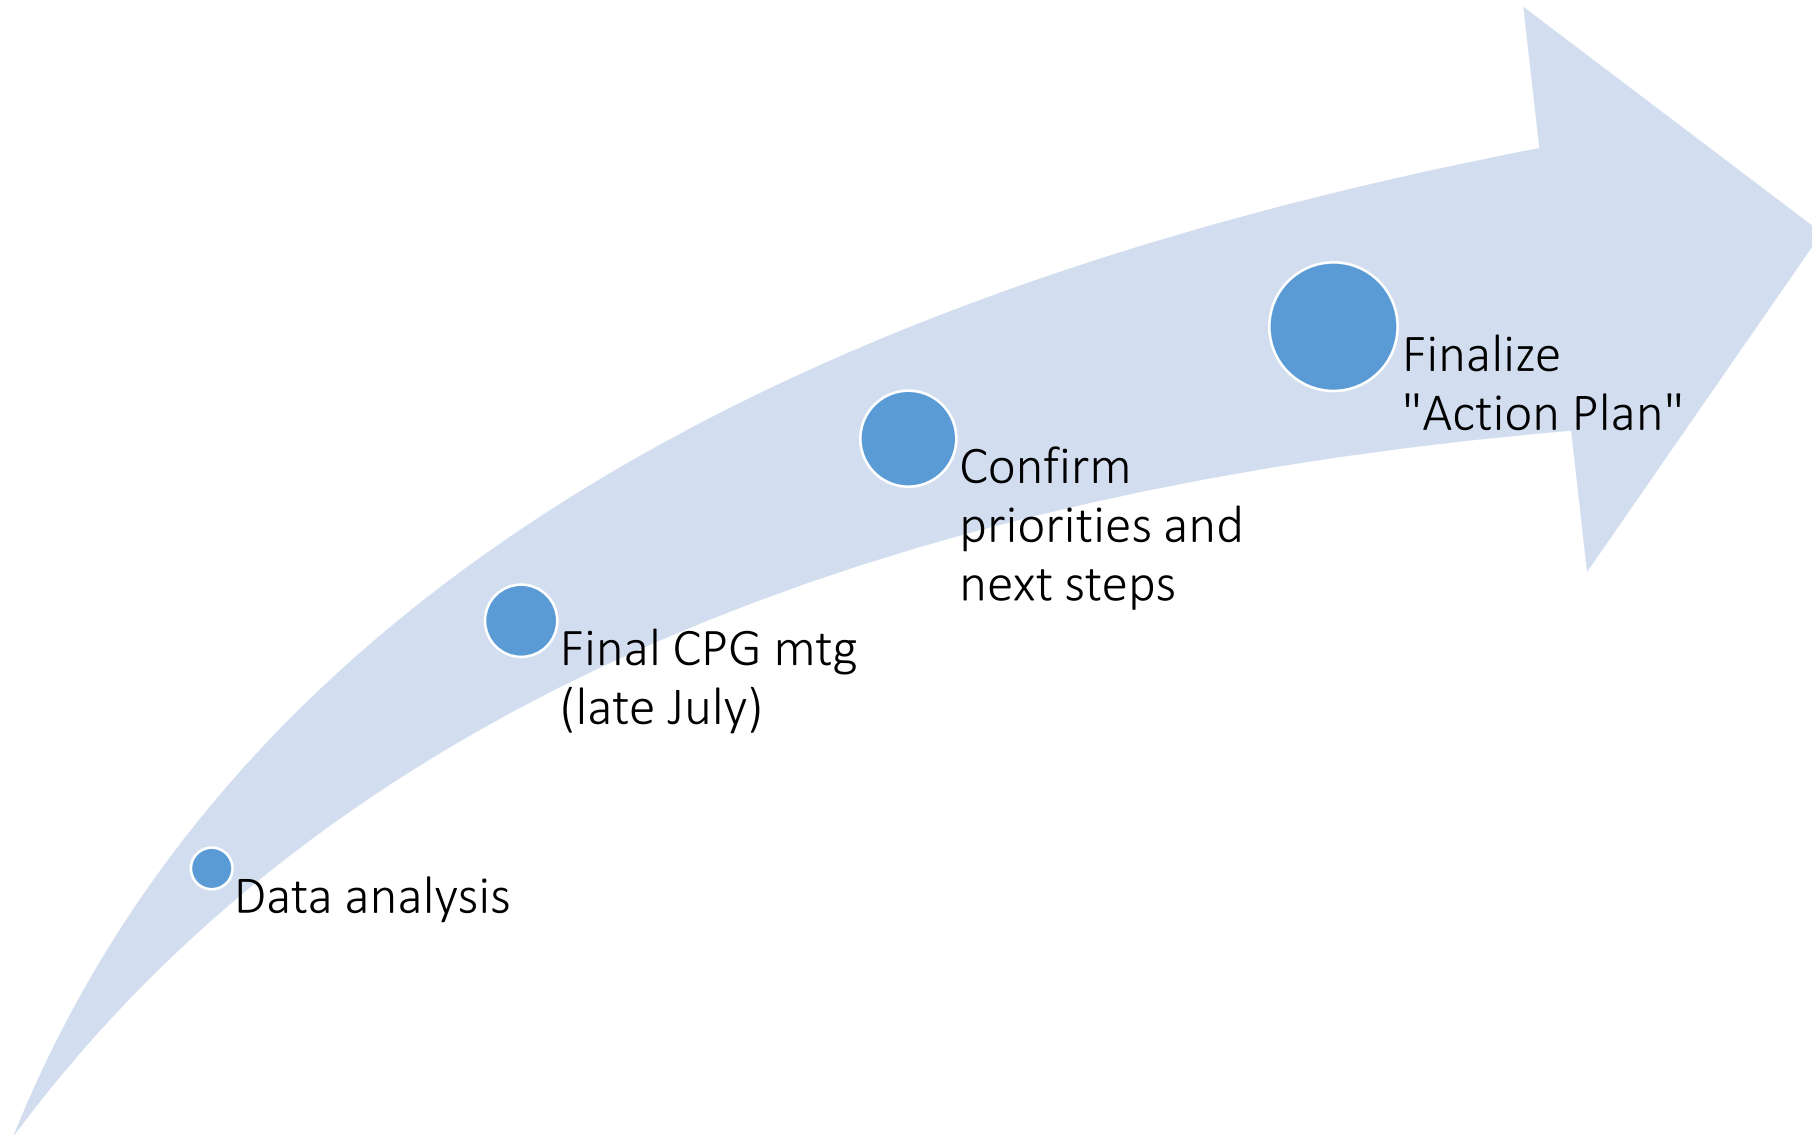 Data analysis
Final CPG mtg
(late July)
Confirm
priorities and
next steps
Finalize
"Action Plan"